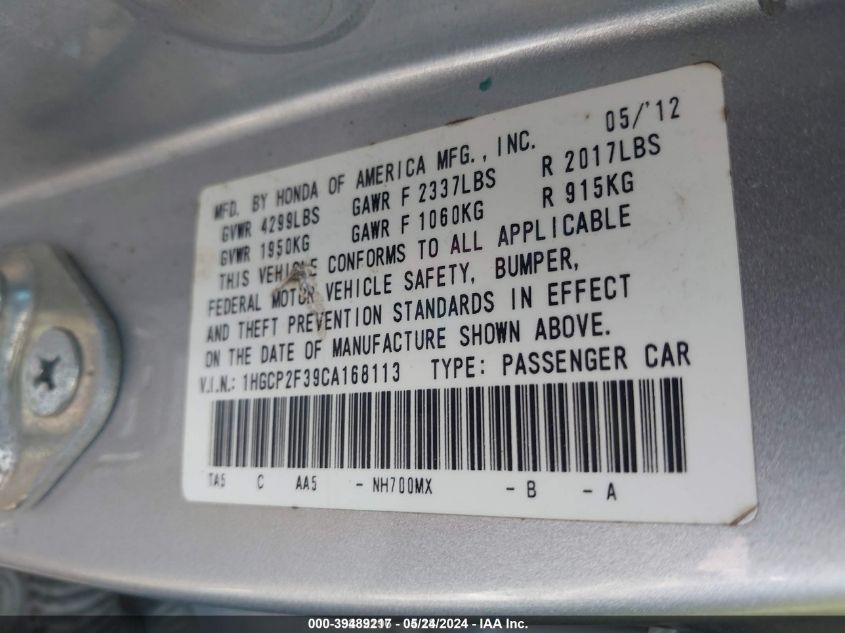 05/'12
MFD. BY HONDA OF AMERICA MFG., INC.
GVWR 4299LBS GAWR F 2337LBS R 2017LBS
GVWR 1950KG GAWR F 1060KG R 915KG
THIS VEHICLE CONFORMS TO ALL APPLICABLE
FEDERAL MOTOR VEHICLE SAFETY, BUMPER,
AND THEFT PREVENTION STANDARDS IN EFFECT
ON THE DATE OF MANUFACTURE SHOWN ABOVE.
V.I.N.: 1HGCP2F39CA168113 TYPE: PASSENGER CAR
TA5 C AA5 - NH700MX - B - A
000-39489217 - 05/24/2024 - IAA Inc.